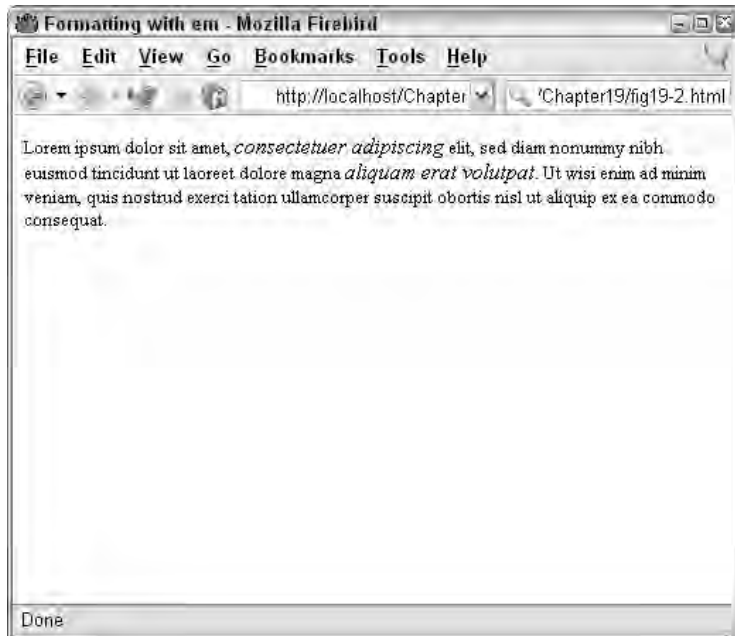 Formatting with em - Mozilla Firebird
File Edit View Go Bookmarks Tools Help
http://localhost/Chapter 'Chapter19/fig19-2.html
Lorem ipsum dolor sit amet, consectetuer adipiscing elit, sed diam nonummy nibh
euismod tincidunt ut laoreet dolore magna aliquam erat volutpat. Ut wisi enim ad minim
veniam, quis nostrud exerci tation ullamcorper suscipit obortis nisl ut aliquip ex ea commodo
consequat.
Done